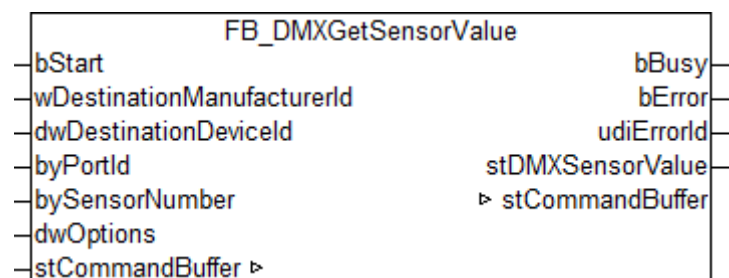 FB_DMXGetSensorValue
bStart bBusy
wDestinationManufacturerId bError
dwDestinationDeviceId udiErrorId
byPortId stDMXSensorValue
bySensorNumber stCommandBuffer
dwOptions
stCommandBuffer